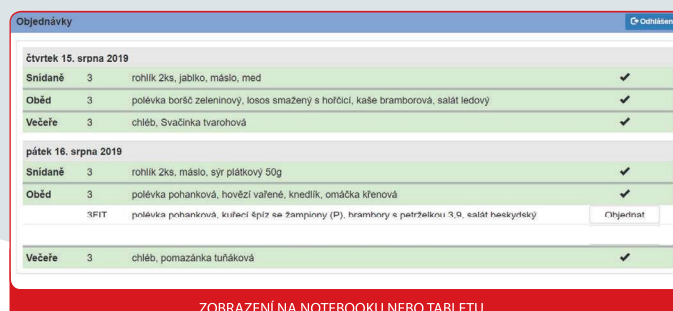 Objednávky Odhlášen
čtvrtek 15. srpna 2019
Snídaně 3 rohlík 2ks, jablko, máslo, med
Oběd 3 polévka boršč zeleninový, losos smažený s hořčicí, kaše bramborová, salát ledový
Večeře 3 chléb, Svačinka tvarohová
pátek 16. srpna 2019
Snídaně 3 rohlík 2ks, máslo, sýr plátkový 50g
Oběd 3 polévka pohanková, hovězí vařené, knedlík, omáčka křenová
3FIT polévka pohanková, kuřecí špíz se žampiony (P), brambory s petrželkou 3,9, salát beskydský Objednat
Večeře 3 chléb, pomazánka tuňáková
ZOBRAZENÍ NA NOTEBOOKU NEBO TABLETU